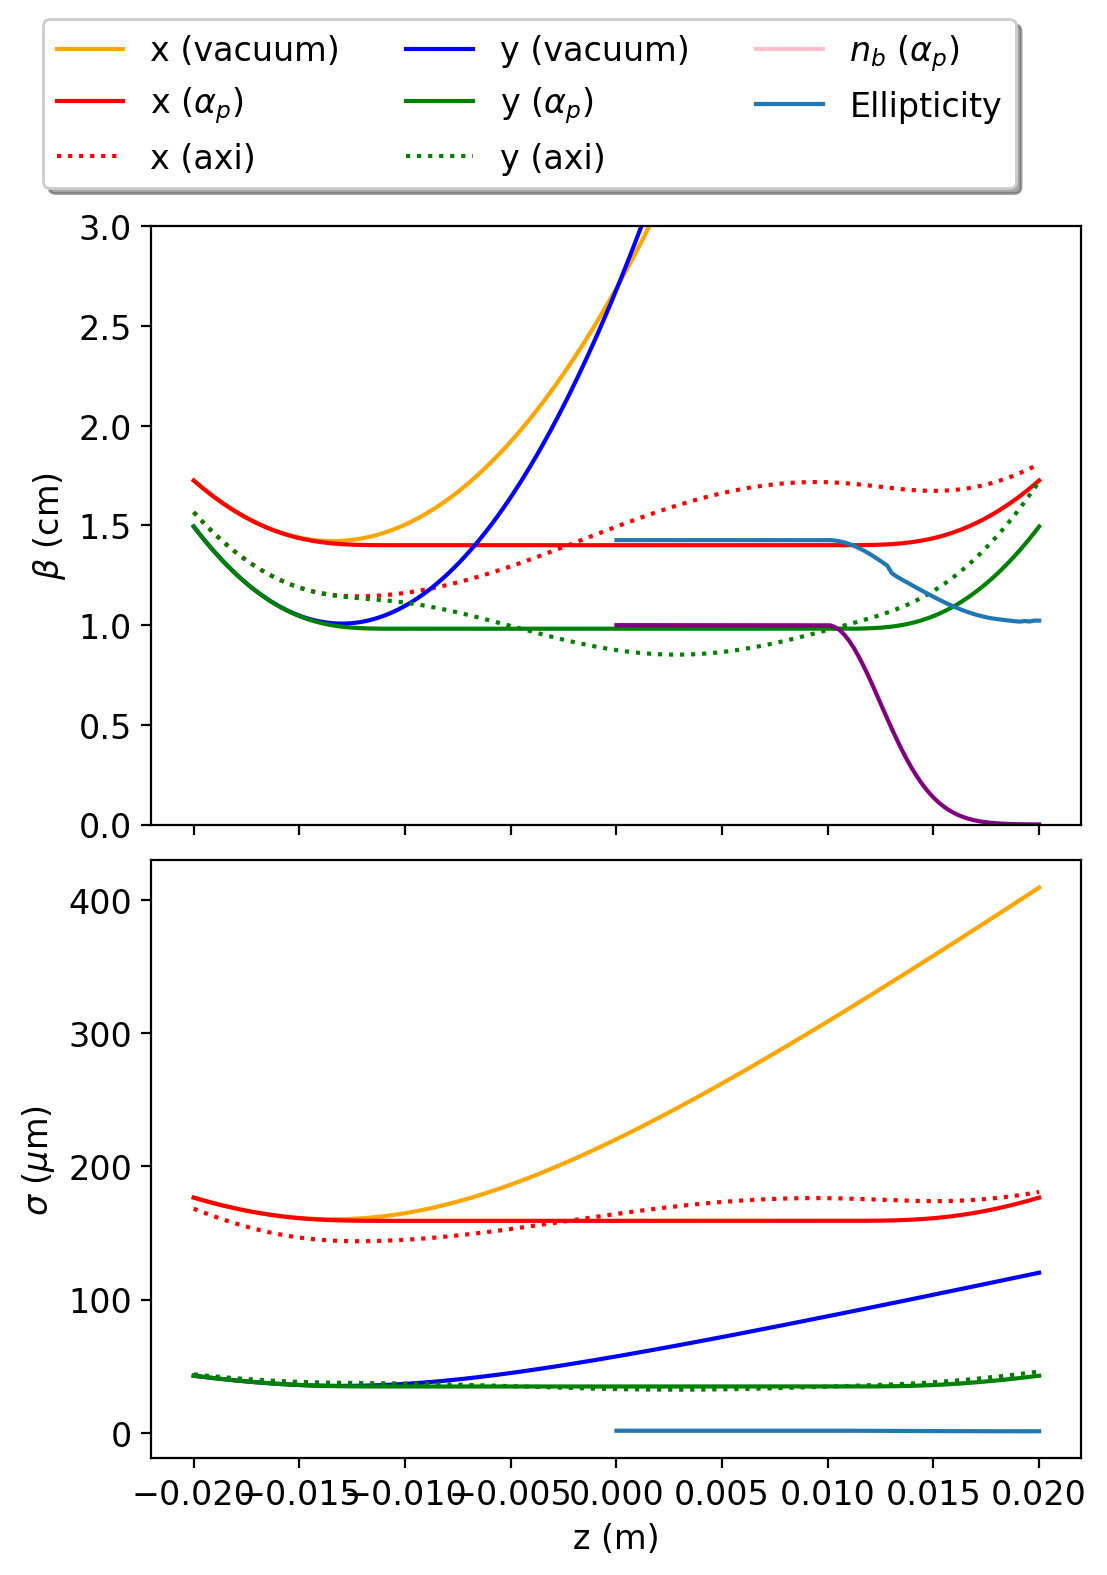 x (vacuum) y (vacuum) n_b (α_p)
x (α_p) y (α_p) Ellipticity
x (axi) y (axi)
3.0
2.5
2.0
1.5
1.0
0.5
0.0
β (cm)
400
300
200
100
0
σ (μm)
−0.020 −0.015 −0.010 −0.005 0.000 0.005 0.010 0.015 0.020
z (m)